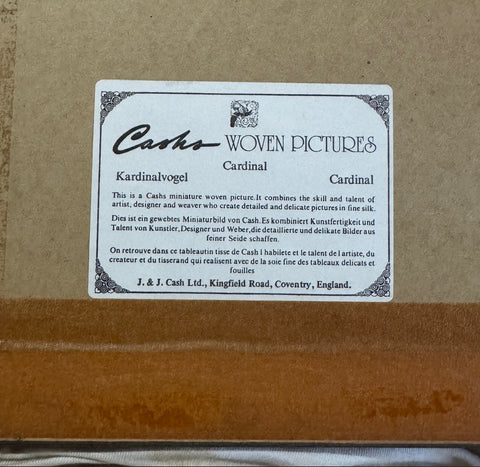 Cashs WOVEN PICTURES
Cardinal
Kardinalvogel Cardinal
This is a Cashs miniature woven picture.It combines the skill and talent of
artist, designer and weaver who create detailed and delicate pictures in fine silk.
Dies ist ein gewebtes Miniaturbild von Cash.Es kombiniert Kunstfertigkeit und
Talent von Kunstler,Designer und Weber,die detaillierte und delikate Bilder aus
feiner Seide schaffen.
On retrouve dans ce tableautin tisse de Cash l habilete et le talent de l artiste, du
createur et du tisserand qui realisent avec de la soie fine des tableaux delicats et
fouilles
J. & J. Cash Ltd., Kingfield Road, Coventry, England.